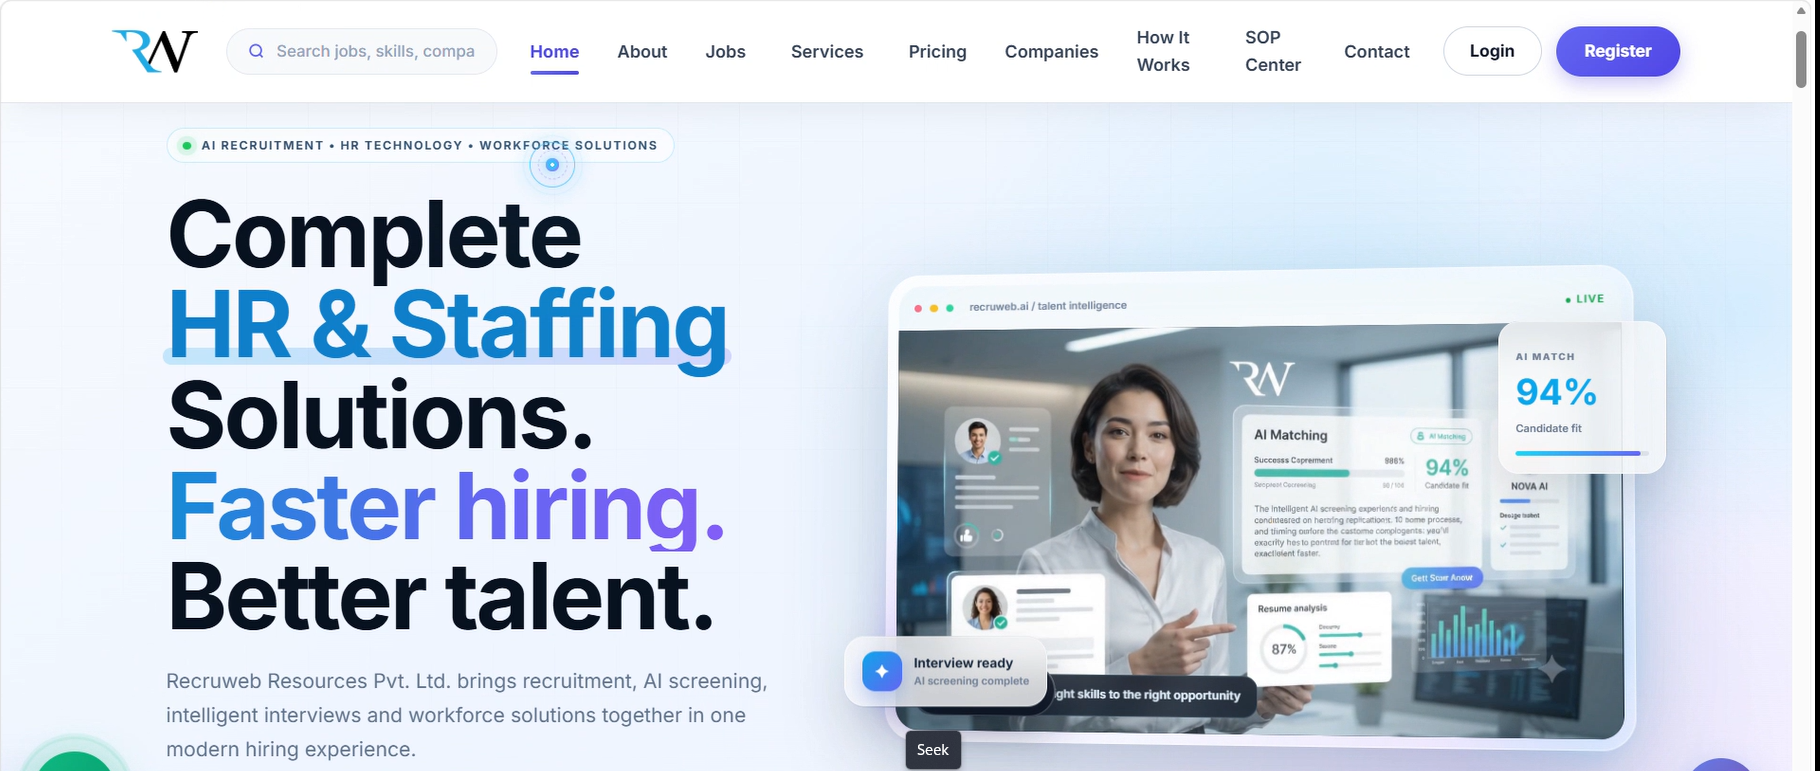 RW
Search jobs, skills, compa
Home
About
Jobs
Services
Pricing
Companies
How It
Works
SOP
Center
Contact
Login
Register
AI RECRUITMENT • HR TECHNOLOGY • WORKFORCE SOLUTIONS
Complete
HR & Staffing
Solutions.
Faster hiring.
Better talent.
Recruweb Resources Pvt. Ltd. brings recruitment, AI screening,
intelligent interviews and workforce solutions together in one
modern hiring experience.
recruweb.ai / talent intelligence
• LIVE
AI MATCH
94%
Candidate fit
RW
AI Matching
AI Matching
94%
Candidate fit
NOVA AI
Resume analysis
87%
Interview ready
AI screening complete
ght skills to the right opportunity
Seek